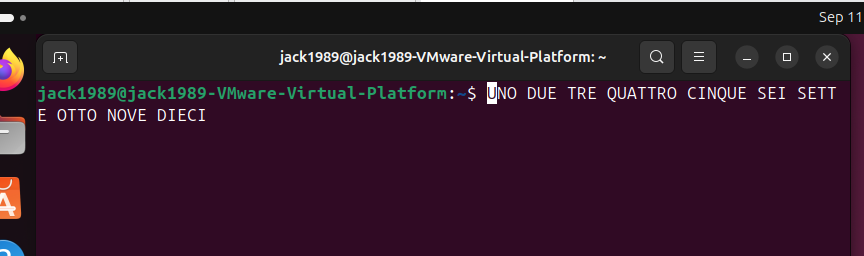 Sep 11
jack1989@jack1989-VMware-Virtual-Platform: ~
jack1989@jack1989-VMware-Virtual-Platform:~$ UNO DUE TRE QUATTRO CINQUE SEI SETT
E OTTO NOVE DIECI